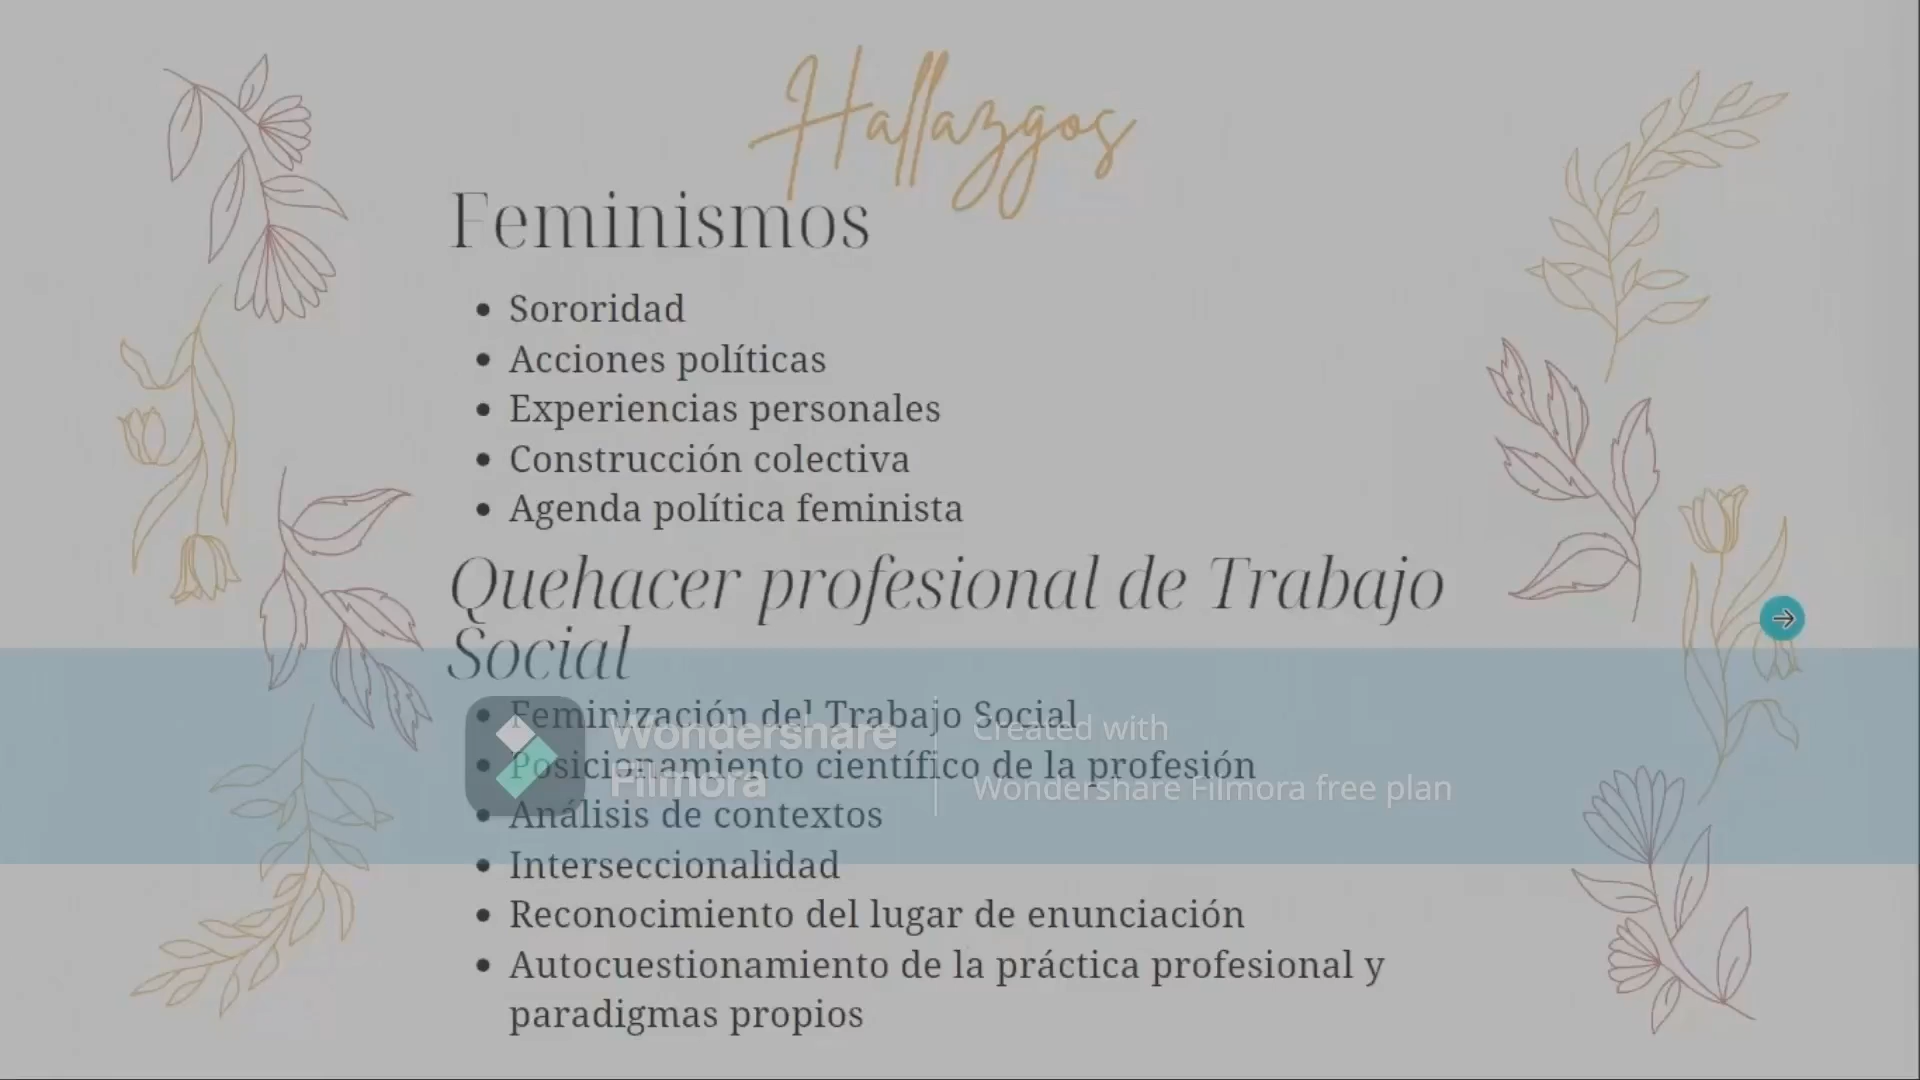 Hallazgos
Feminismos
• Sororidad
• Acciones políticas
• Experiencias personales
• Construcción colectiva
• Agenda política feminista
Quehacer profesional de Trabajo
Social
• Feminización del Trabajo Social
• Posicionamiento científico de la profesión
• Análisis de contextos
• Interseccionalidad
• Reconocimiento del lugar de enunciación
• Autocuestionamiento de la práctica profesional y
paradigmas propios
Wondershare
Filmora
Created with
Wondershare Filmora free plan